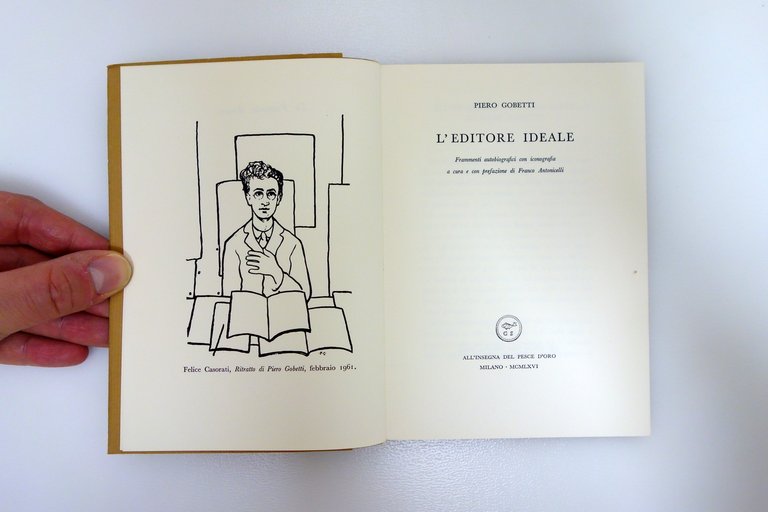 Felice Casorati, Ritratto di Piero Gobetti, febbraio 1961.
PIERO GOBETTI
L'EDITORE IDEALE
Frammenti autobiografici con iconografia
a cura e con prefazione di Franco Antonicelli
ALL'INSEGNA DEL PESCE D'ORO
MILANO · MCMLXVI